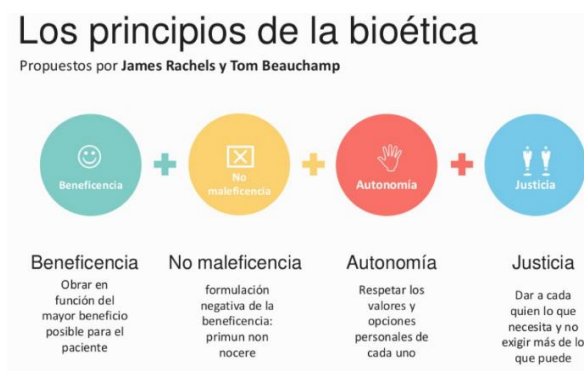 Los principios de la bioética
Propuestos por James Rachels y Tom Beauchamp
Beneficencia
No
maleficencia
Autonomía
Justicia
Beneficencia
Obrar en
función del
mayor beneficio
posible para el
paciente
No maleficencia
formulación
negativa de la
beneficencia:
primun non
nocere
Autonomía
Respetar los
valores y
opciones
personales de
cada uno
Justicia
Dar a cada
quien lo que
necesita y no
exigir más de lo
que puede